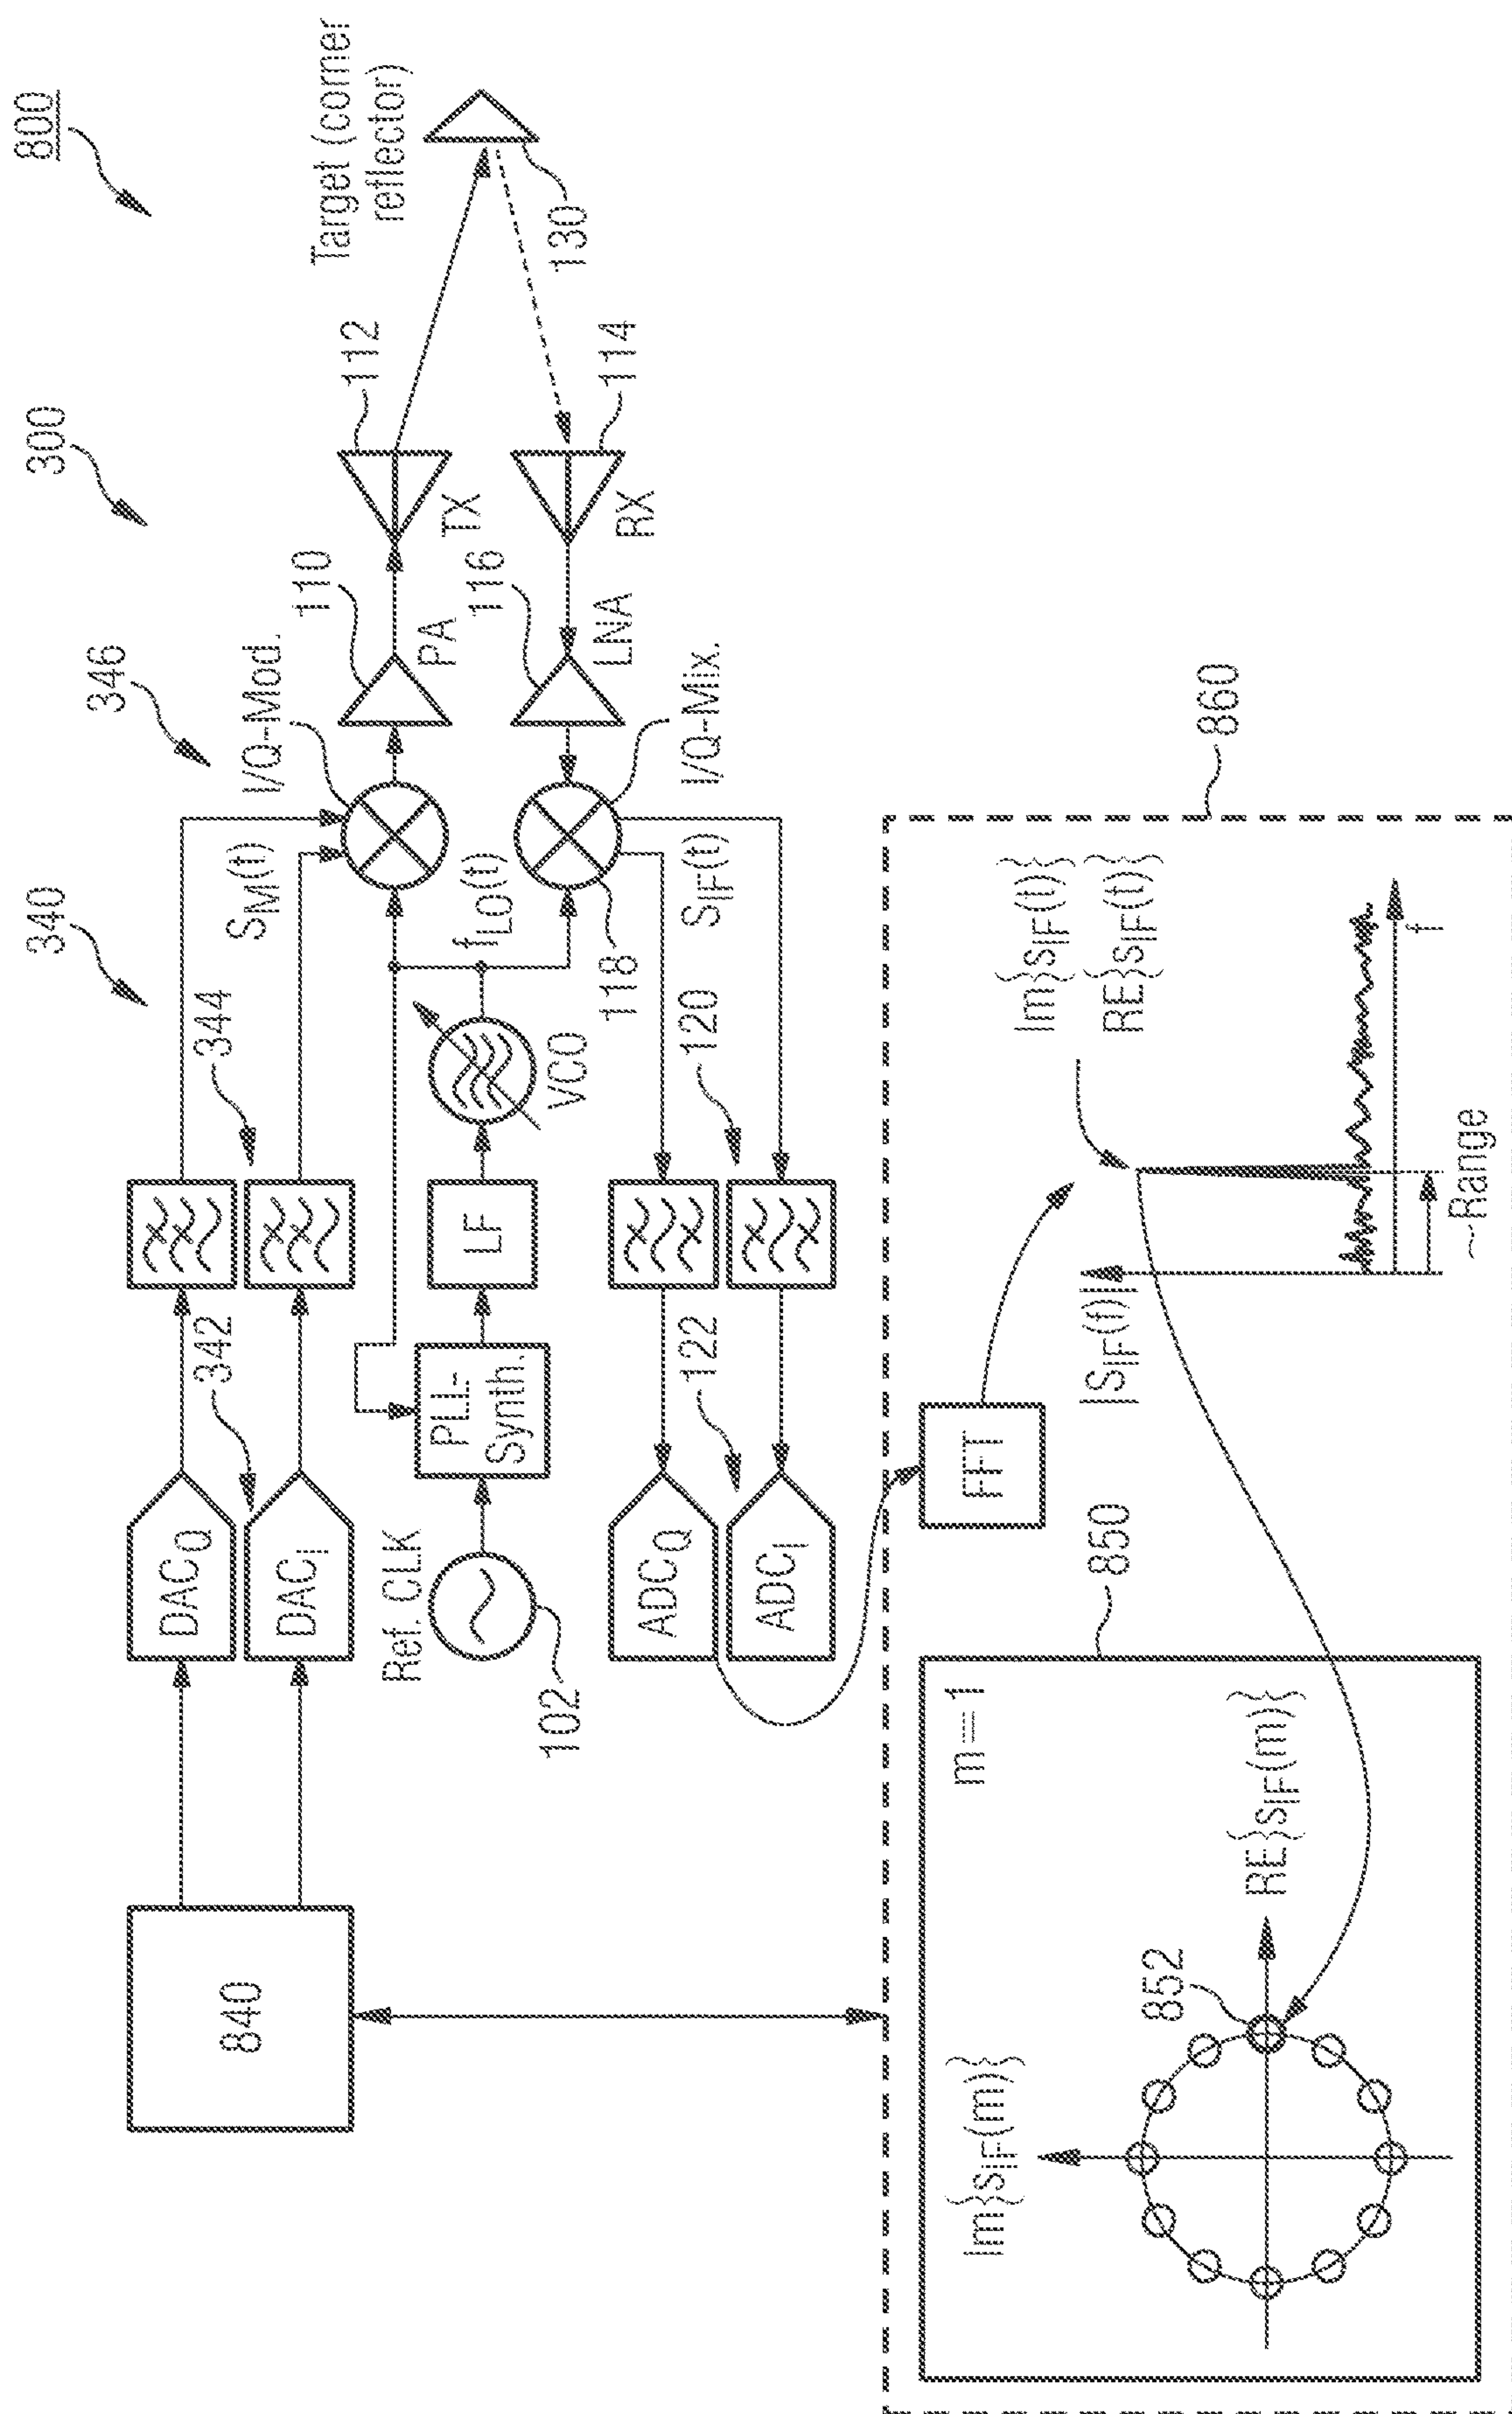 800
300
340
346
344
342
840
DAC_Q
DAC_I
S_M(t)
I/Q-Mod.
110
PA
112
TX
Target (corner
reflector)
130
Ref. CLK
102
PLL-
Synth.
LF
VCO
f_LO(t)
118
I/Q-Mix.
116
LNA
114
RX
S_IF(t)
120
122
ADC_Q
ADC_I
860
FFT
|S_IF(t)|
Im}s_IF(t)}
RE}s_IF(t)}
f
~Range
850
m=1
Im}s_iF(m)}
RE}s_IF(m)}
852